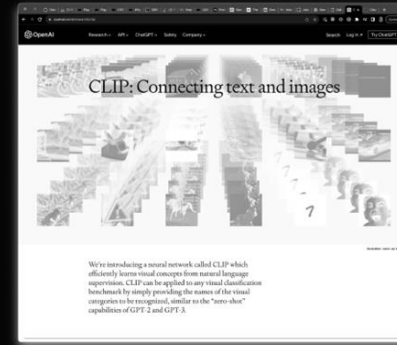 OpenAI
Research API ChatGPT Safety Company
Search Log in Try ChatGPT
CLIP: Connecting text and images
We're introducing a neural network called CLIP which
efficiently learns visual concepts from natural language
supervision. CLIP can be applied to any visual classification
benchmark by simply providing the names of the visual
categories to be recognized, similar to the “zero-shot”
capabilities of GPT-2 and GPT-3.